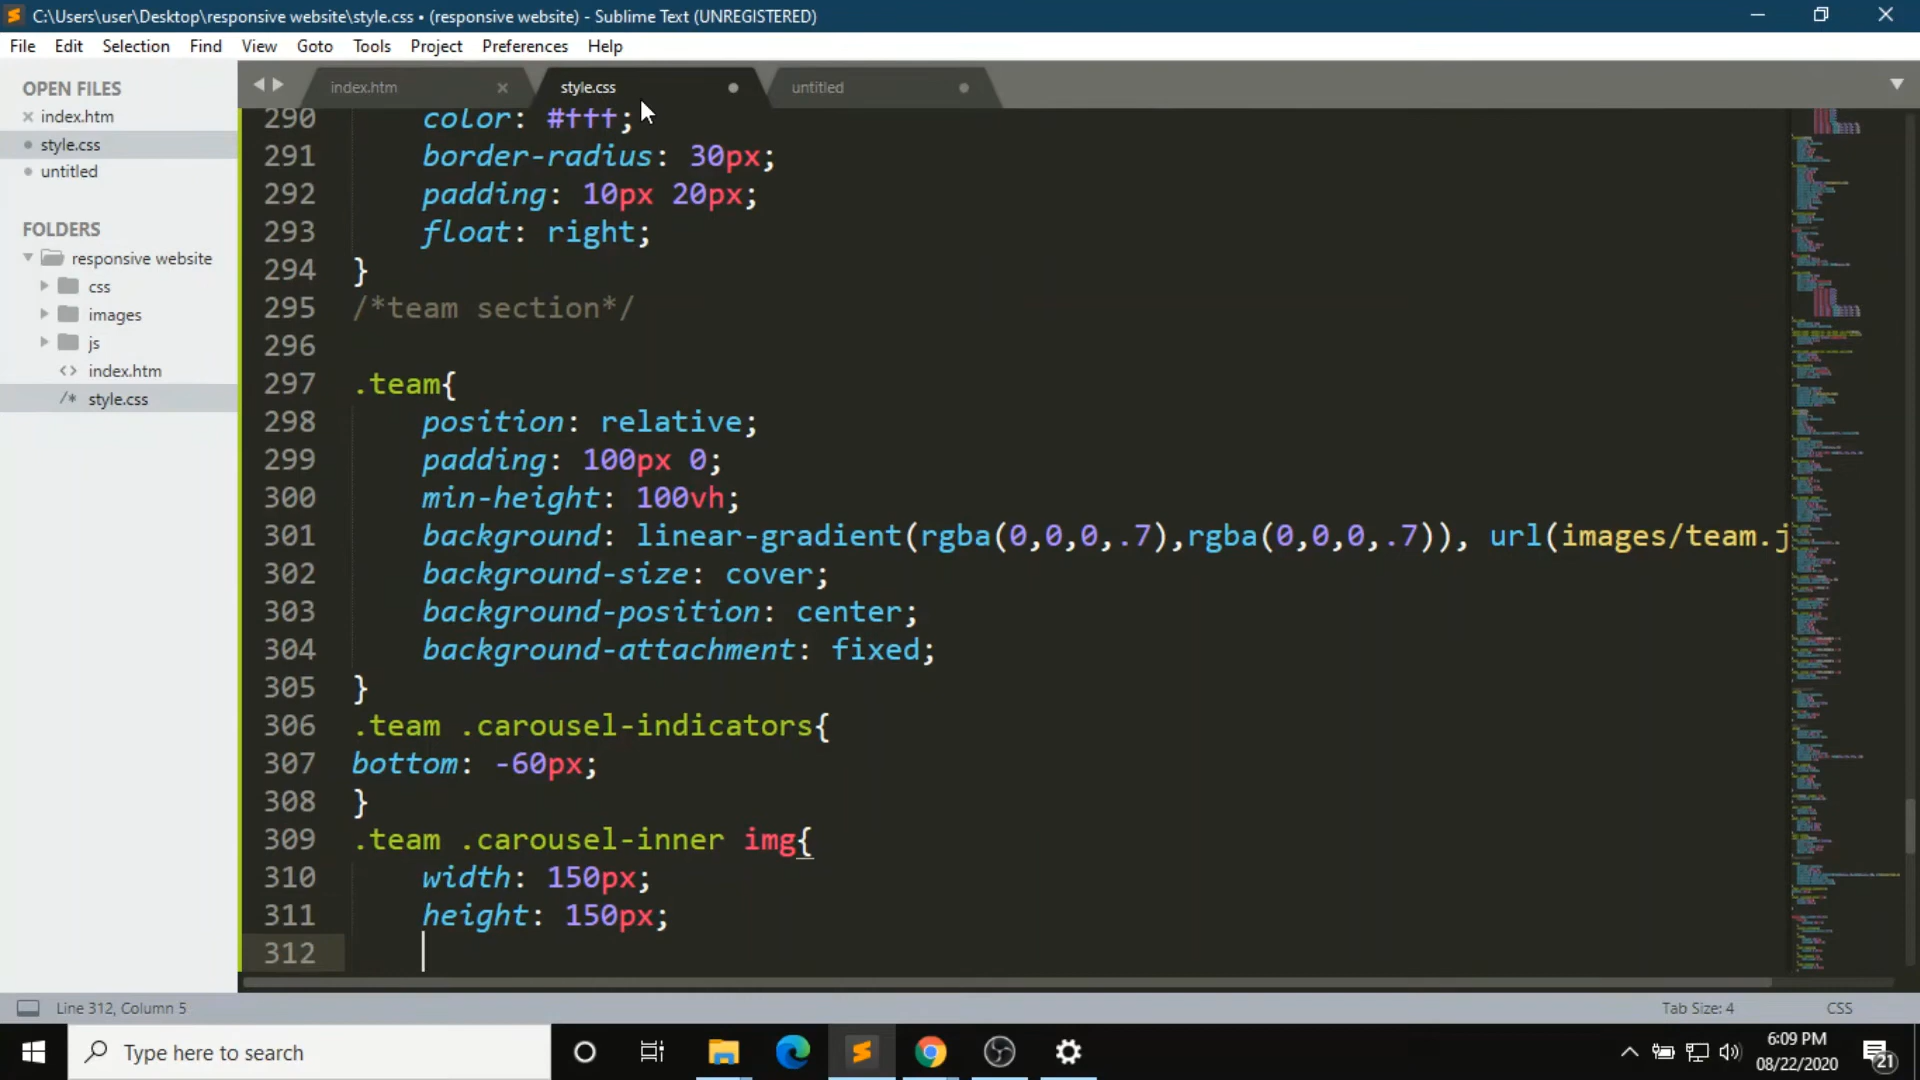 C:\Users\user\Desktop\responsive website\style.css • (responsive website) - Sublime Text (UNREGISTERED)
File Edit Selection Find View Goto Tools Project Preferences Help
OPEN FILES
index.htm
style.css
untitled
FOLDERS
responsive website
css
images
js
index.htm
style.css
index.htm style.css untitled
290 color: #fff;
291 border-radius: 30px;
292 padding: 10px 20px;
293 float: right;
294 }
295 /*team section*/
296
297 .team{
298 position: relative;
299 padding: 100px 0;
300 min-height: 100vh;
301 background: linear-gradient(rgba(0,0,0,.7),rgba(0,0,0,.7)), url(images/team.j
302 background-size: cover;
303 background-position: center;
304 background-attachment: fixed;
305 }
306 .team .carousel-indicators{
307 bottom: -60px;
308 }
309 .team .carousel-inner img{
310 width: 150px;
311 height: 150px;
312
Line 312, Column 5 Tab Size: 4 CSS
Type here to search
6:09 PM
08/22/2020
21